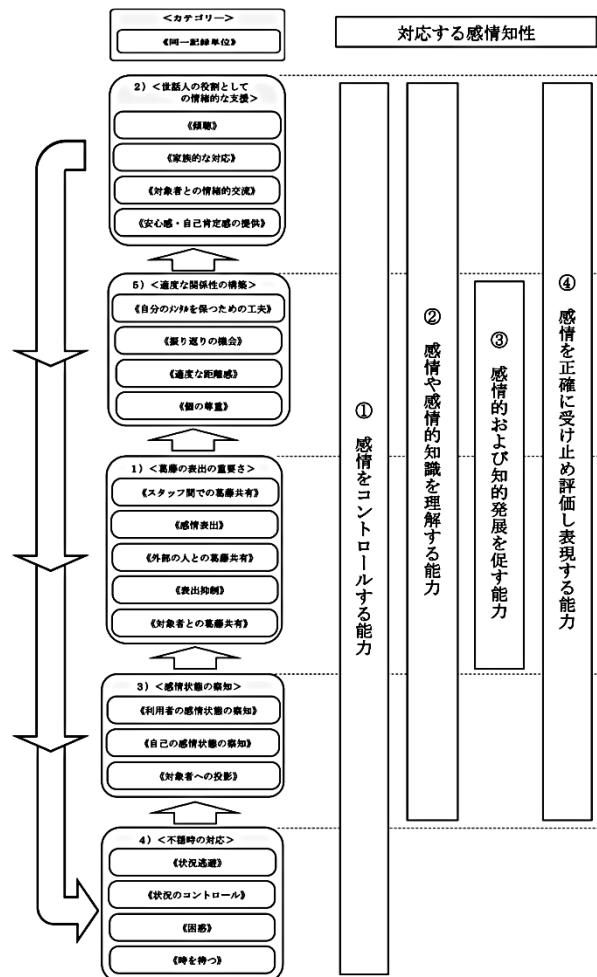 ＜カテゴリー＞
《同一記録単位》
対応する感情知性
2）＜世話人の役割として
の情緒的な支援＞
《傾聴》
《家族的な対応》
《対象者との情緒的交流》
《安心感・自己肯定感の提供》
5）＜適度な関係性の構築＞
《自分のﾒﾝﾀﾙを保つための工夫》
《振り返りの機会》
《適度な距離感》
《個の尊重》
1）＜葛藤の表出の重要さ＞
《スタッフ間での葛藤共有》
《感情表出》
《外部の人との葛藤共有》
《表出抑制》
《対象者との葛藤共有》
3）＜感情状態の察知＞
《利用者の感情状態の察知》
《自己の感情状態の察知》
《対象者への投影》
4）＜不穏時の対応＞
《状況逃避》
《状況のコントロール》
《困惑》
《時を待つ》
① 感情をコントロールする能力
② 感情や感情的知識を理解する能力
③ 感情的および知的発展を促す能力
④ 感情を正確に受け止め評価し表現する能力